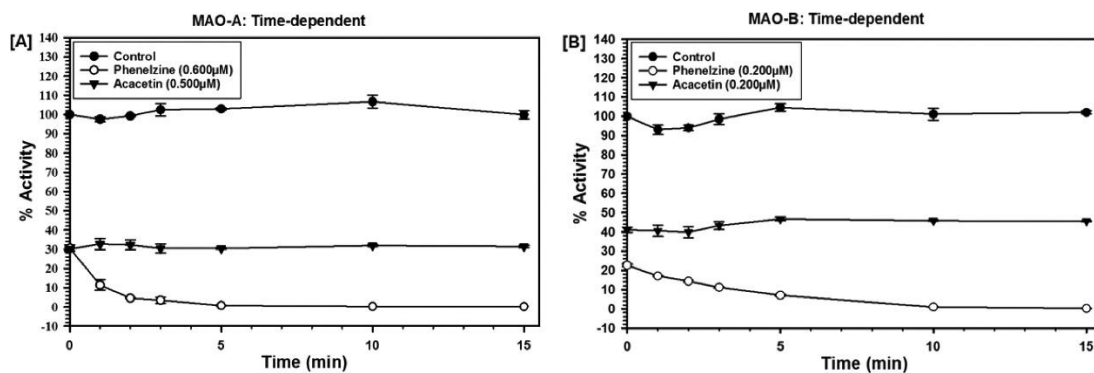 MAO-A: Time-dependent
[A]
140
130
120
110
100
90
80
70
60
50
40
30
20
10
0
-10
% Activity
Control
Phenelzine (0.600µM)
Acacetin (0.500µM)
0 5 10 15
Time (min)
MAO-B: Time-dependent
[B]
140
130
120
110
100
90
80
70
60
50
40
30
20
10
0
-10
% Activity
Control
Phenelzine (0.200µM)
Acacetin (0.200µM)
0 5 10 15
Time (min)